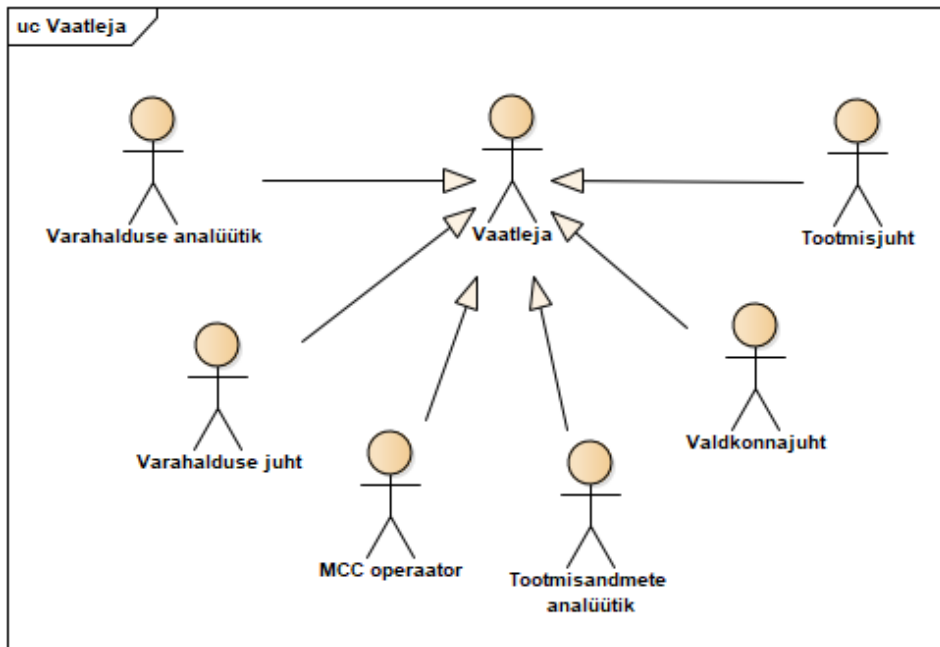 uc Vaatleja
Varahalduse analüütik
Vaatleja
Tootmisjuht
Varahalduse juht
Valdkonnajuht
MCC operaator
Tootmisandmete
analüütik